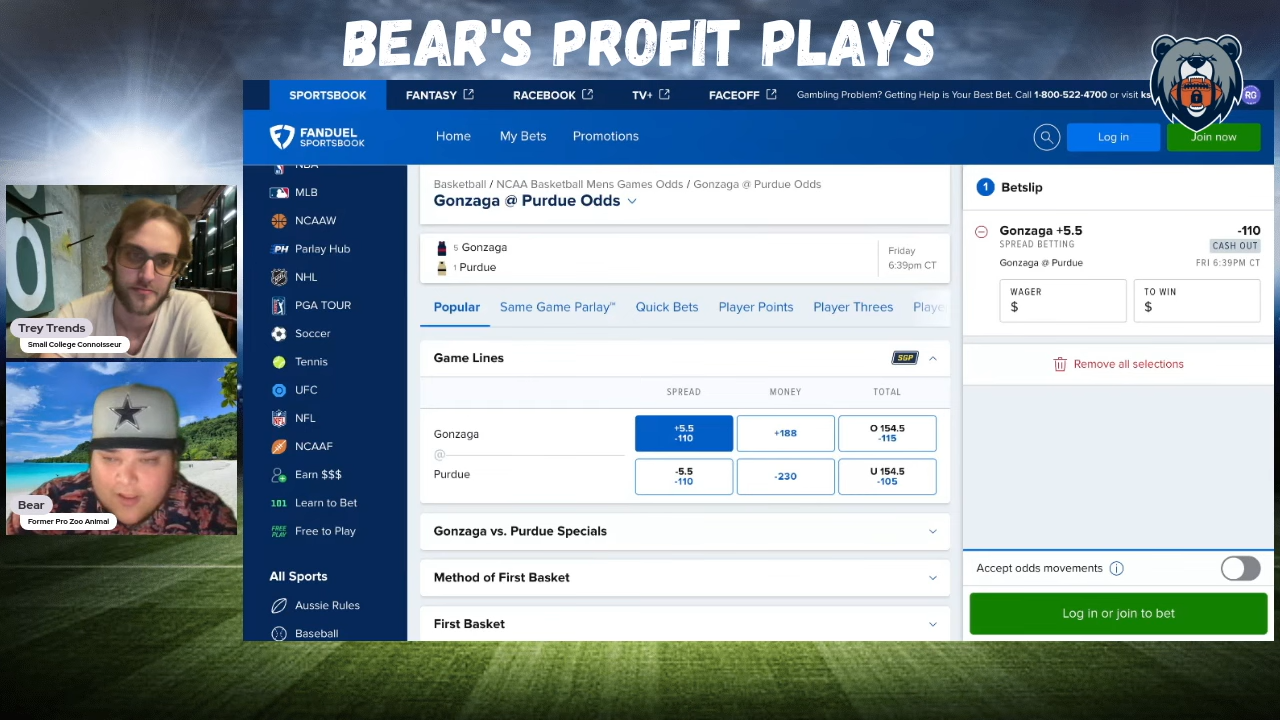 BEAR'S PROFIT PLAYS
SPORTSBOOK
FANTASY
RACEBOOK
TV+
FACEOFF
Gambling Problem? Getting Help is Your Best Bet. Call 1-800-522-4700 or visit
RG
FANDUEL
SPORTSBOOK
Home
My Bets
Promotions
Log in
Join now
NBA
MLB
NCAAW
PH Parlay Hub
NHL
PGA TOUR
Soccer
Tennis
UFC
NFL
NCAAF
Earn $$$
101 Learn to Bet
FREE PLAY Free to Play
All Sports
Aussie Rules
Baseball
Basketball / NCAA Basketball Mens Games Odds / Gonzaga @ Purdue Odds
Gonzaga @ Purdue Odds
5 Gonzaga
1 Purdue
Friday
6:39pm CT
Popular
Same Game Parlay™
Quick Bets
Player Points
Player Threes
Playe
Game Lines
SGP
SPREAD
MONEY
TOTAL
Gonzaga
+5.5
-110
+188
O 154.5
-115
@
Purdue
-5.5
-110
-230
U 154.5
-105
Gonzaga vs. Purdue Specials
Method of First Basket
First Basket
1 Betslip
Gonzaga +5.5
-110
SPREAD BETTING
CASH OUT
Gonzaga @ Purdue
FRI 6:39PM CT
WAGER
$
TO WIN
$
Remove all selections
Accept odds movements
Log in or join to bet
Trey Trends
Small College Connoisseur
Bear
Former Pro Zoo Animal